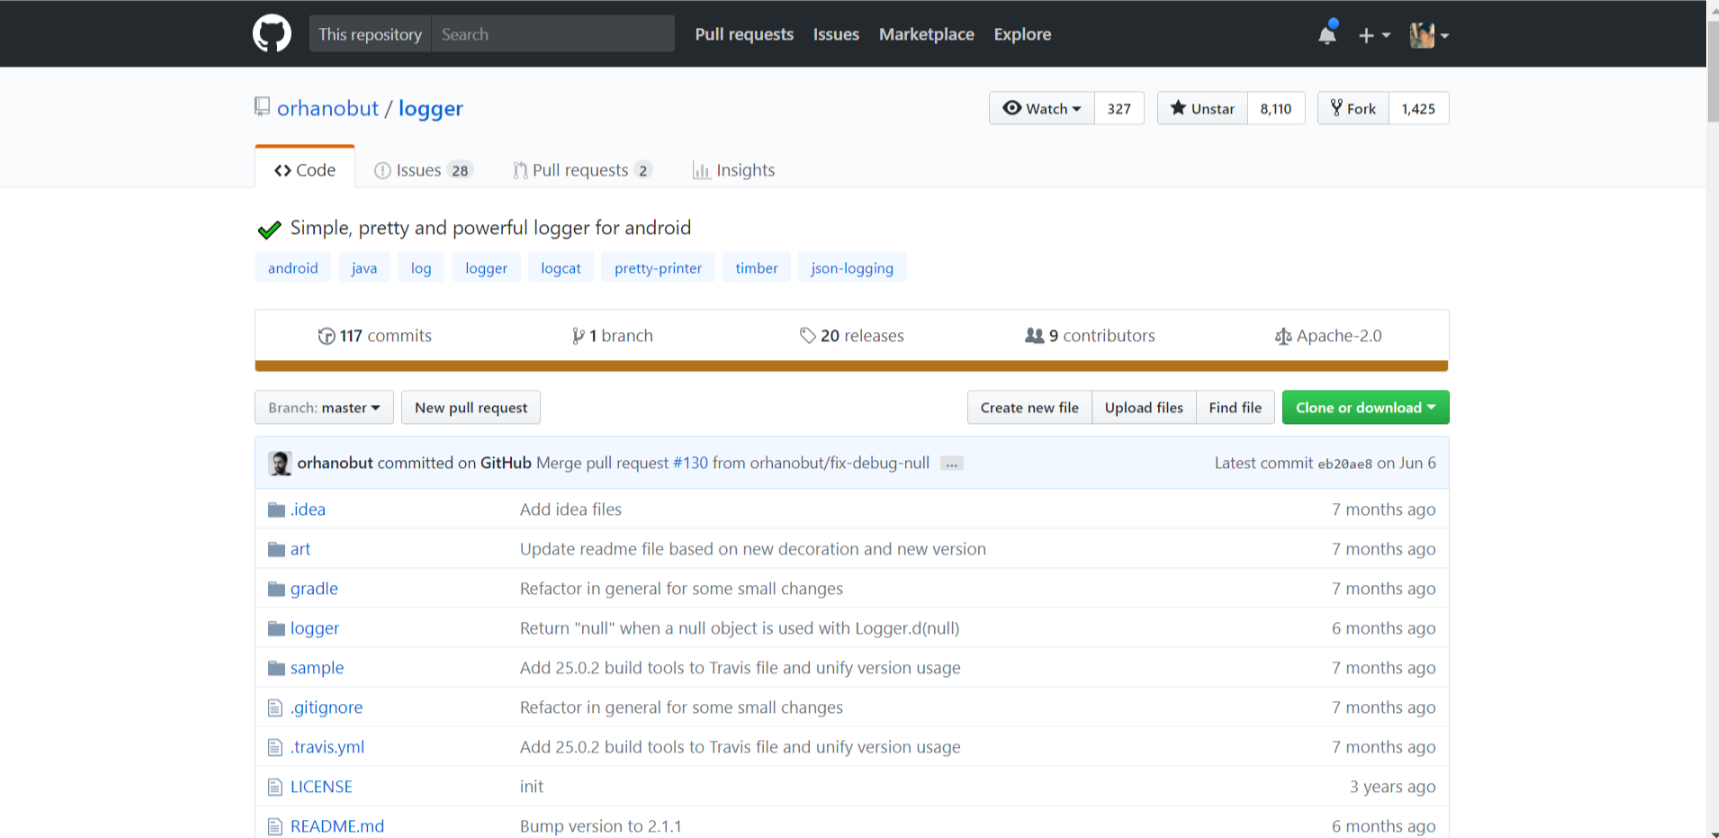 This repository Search Pull requests Issues Marketplace Explore
orhanobut / logger Watch 327 Unstar 8,110 Fork 1,425
Code Issues 28 Pull requests 2 Insights
Simple, pretty and powerful logger for android
android java log logger logcat pretty-printer timber json-logging
117 commits 1 branch 20 releases 9 contributors Apache-2.0
Branch: master New pull request Create new file Upload files Find file Clone or download
orhanobut committed on GitHub Merge pull request #130 from orhanobut/fix-debug-null ... Latest commit eb20ae8 on Jun 6
.idea Add idea files 7 months ago
art Update readme file based on new decoration and new version 7 months ago
gradle Refactor in general for some small changes 7 months ago
logger Return "null" when a null object is used with Logger.d(null) 6 months ago
sample Add 25.0.2 build tools to Travis file and unify version usage 7 months ago
.gitignore Refactor in general for some small changes 7 months ago
.travis.yml Add 25.0.2 build tools to Travis file and unify version usage 7 months ago
LICENSE init 3 years ago
README.md Bump version to 2.1.1 6 months ago